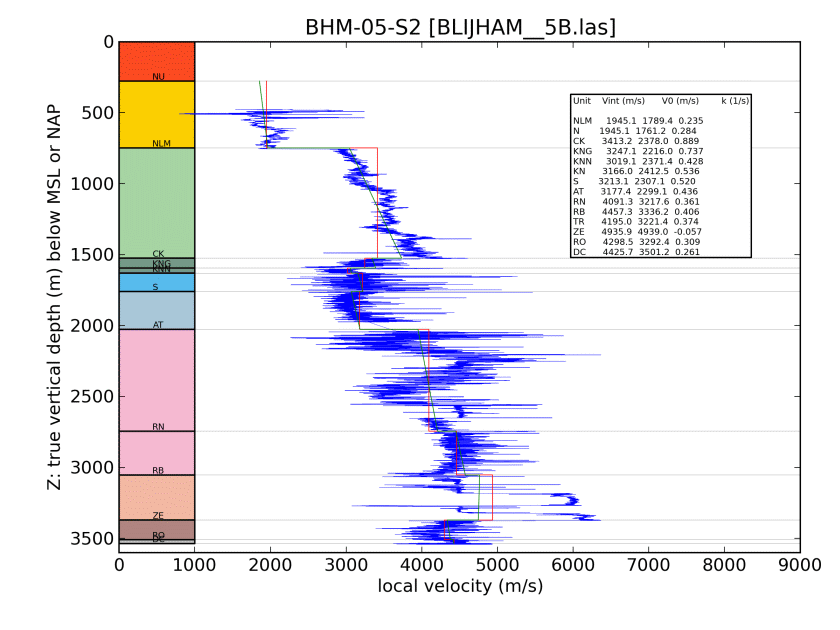 BHM-05-S2 [BLIJHAM__5B.las]
Z: true vertical depth (m) below MSL or NAP
0
500
1000
1500
2000
2500
3000
3500
NU
NLM
CK
KNG
KNN
S
AT
RN
RB
ZE
RO
DC
Unit Vint (m/s) V0 (m/s) k (1/s)
NLM 1945.1 1789.4 0.235
N 1945.1 1761.2 0.284
CK 3413.2 2378.0 0.889
KNG 3247.1 2216.0 0.737
KNN 3019.1 2371.4 0.428
KN 3166.0 2412.5 0.536
S 3213.1 2307.1 0.520
AT 3177.4 2299.1 0.436
RN 4091.3 3217.6 0.361
RB 4457.3 3336.2 0.406
TR 4195.0 3221.4 0.374
ZE 4935.9 4939.0 -0.057
RO 4298.5 3292.4 0.309
DC 4425.7 3501.2 0.261
0 1000 2000 3000 4000 5000 6000 7000 8000 9000
local velocity (m/s)